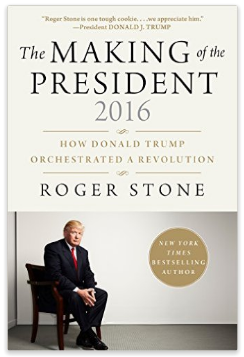 "Roger Stone is one tough cookie. . . . we appreciate him."
—President DONALD J. TRUMP
The MAKING of the
PRESIDENT
2016
HOW DONALD TRUMP
ORCHESTRATED A REVOLUTION
ROGER STONE
NEW YORK
TIMES
BESTSELLING
AUTHOR